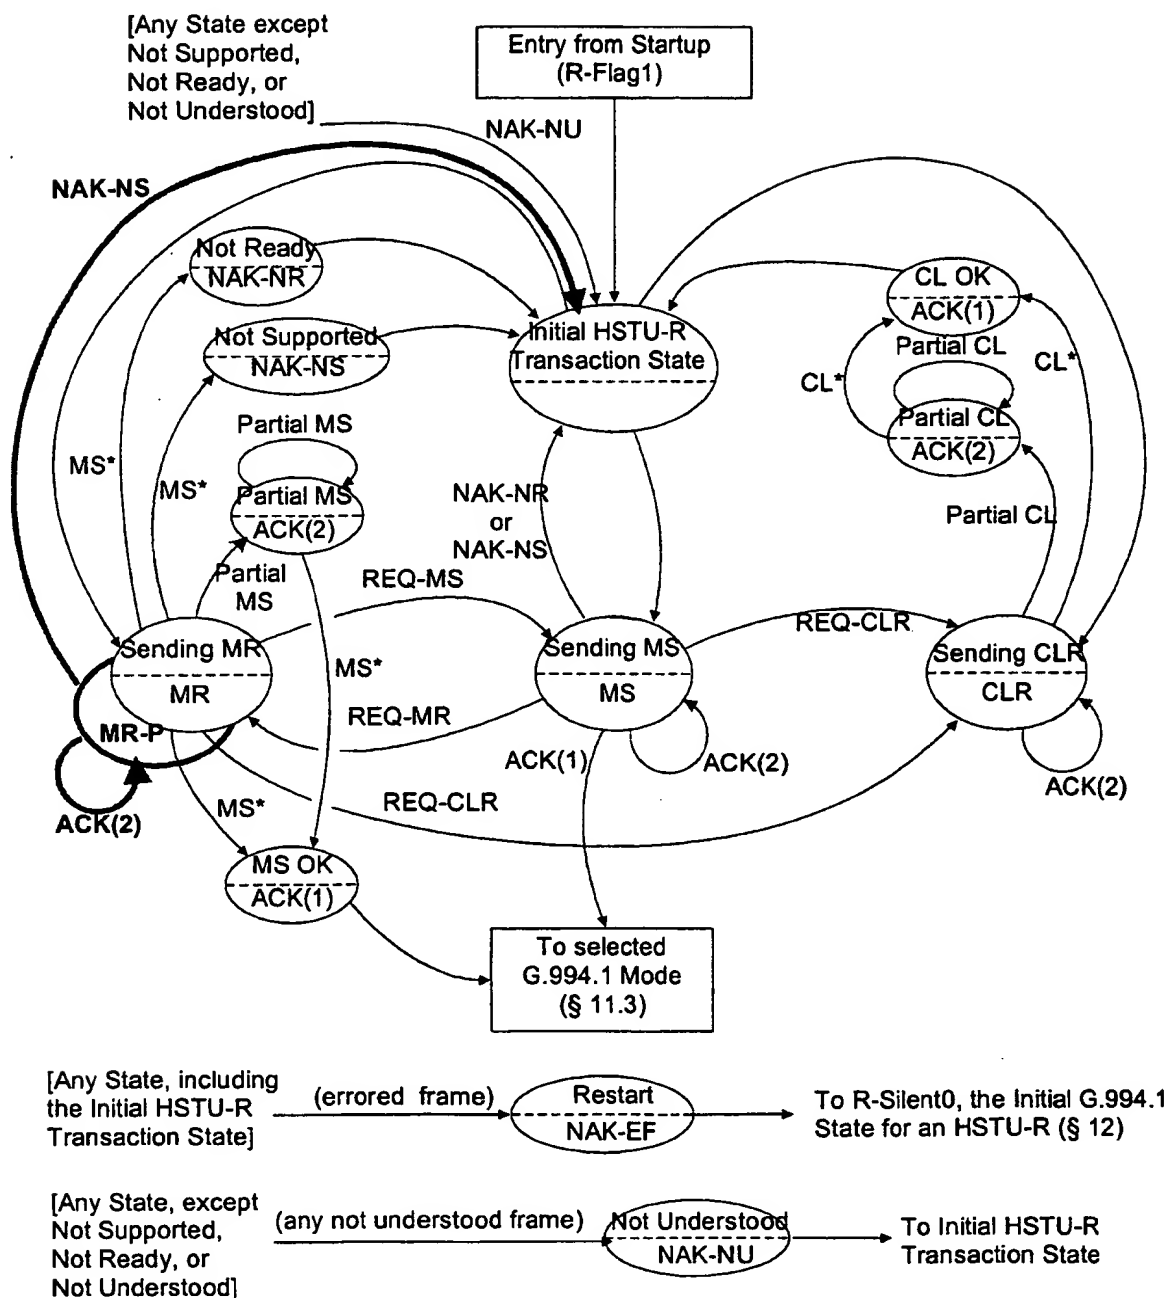 [Any State except
Not Supported,
Not Ready, or
Not Understood]
Entry from Startup
(R-Flag1)
NAK-NU
NAK-NS
Not Ready
NAK-NR
Not Supported
NAK-NS
Initial HSTU-R
Transaction State
CL OK
ACK(1)
Partial CL
CL*
CL*
Partial CL
ACK(2)
Partial CL
Partial MS
MS*
MS*
Partial MS
ACK(2)
Partial
MS
NAK-NR
or
NAK-NS
REQ-MS
REQ-CLR
Sending MR
MR
MR-P
ACK(2)
MS*
REQ-MR
Sending MS
MS
ACK(1)
ACK(2)
Sending CLR
CLR
ACK(2)
MS*
REQ-CLR
MS OK
ACK(1)
To selected
G.994.1 Mode
(§ 11.3)
[Any State, including
the Initial HSTU-R
Transaction State]
(errored frame)
Restart
NAK-EF
To R-Silent0, the Initial G.994.1
State for an HSTU-R (§ 12)
[Any State, except
Not Supported,
Not Ready, or
Not Understood]
(any not understood frame)
Not Understood
NAK-NU
To Initial HSTU-R
Transaction State